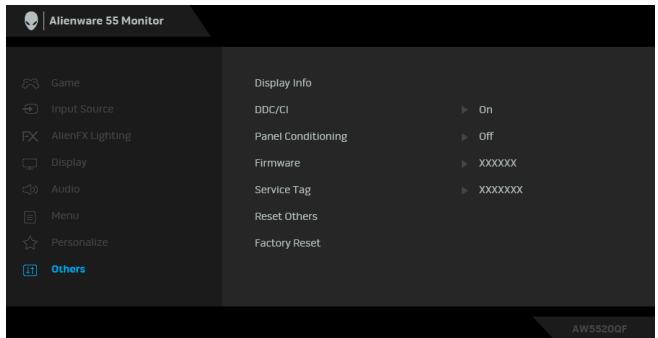 Alienware 55 Monitor
Game
Input Source
FX AlienFX Lighting
Display
Audio
Menu
Personalize
Others
Display Info
DDC/CI On
Panel Conditioning Off
Firmware XXXXXX
Service Tag XXXXXXX
Reset Others
Factory Reset
AW5520QF